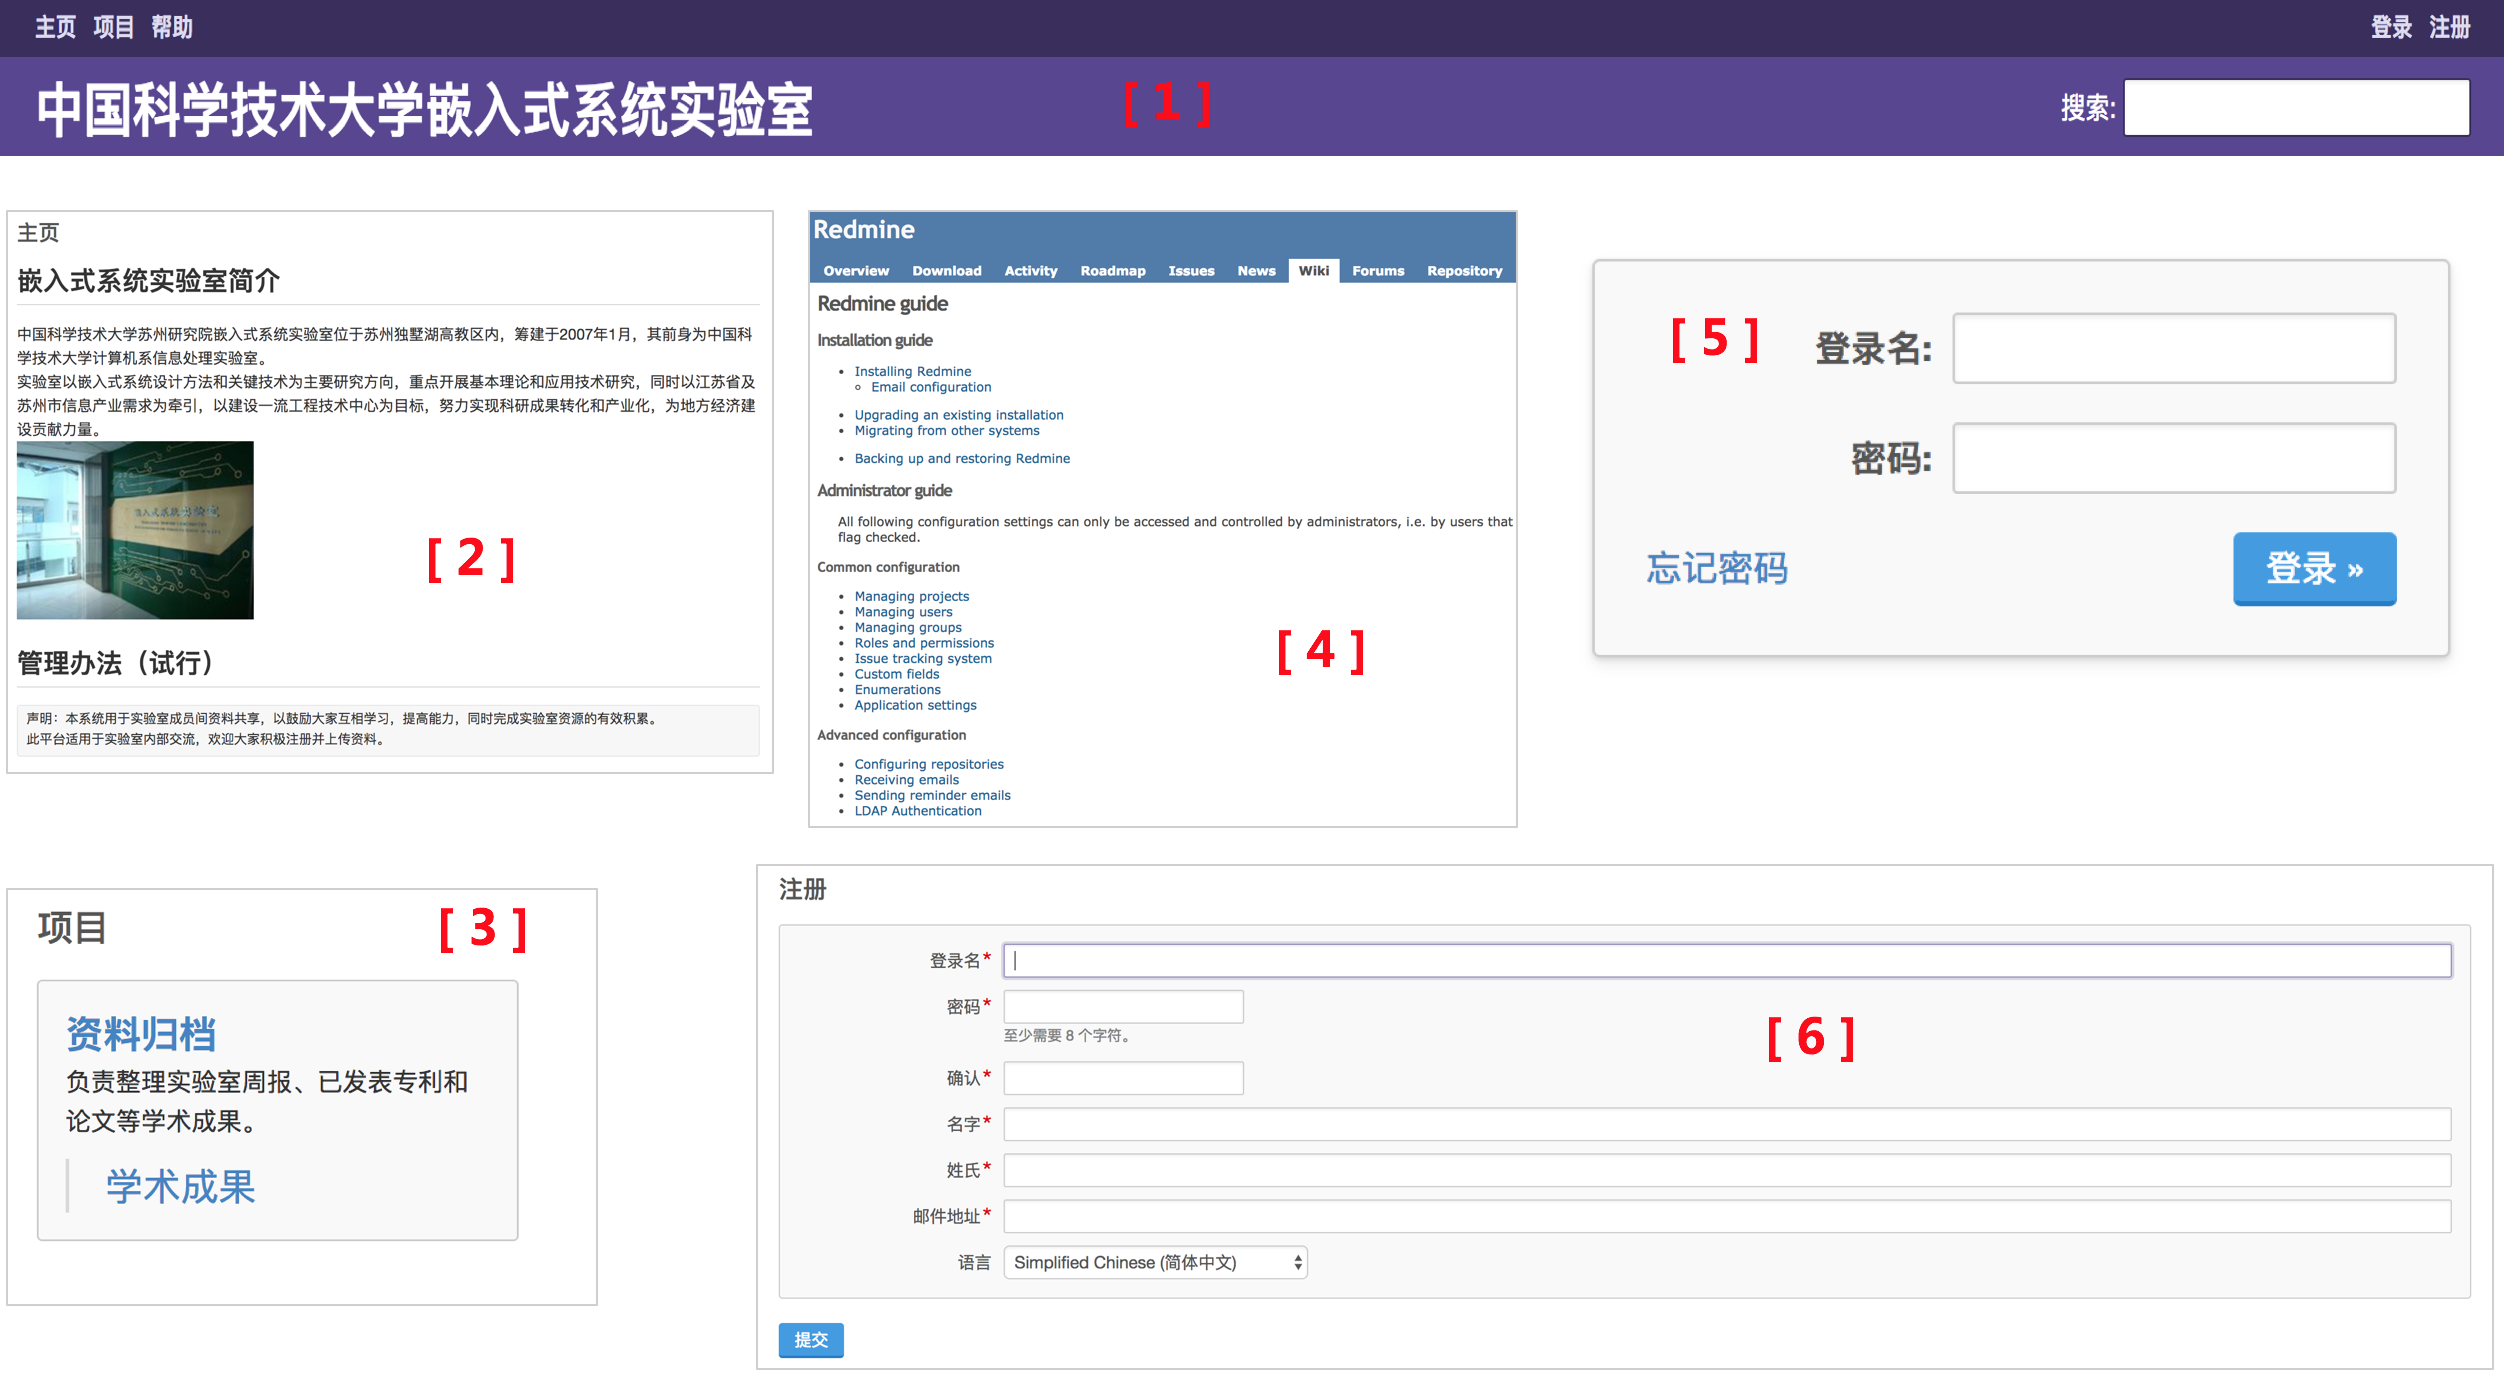 主页 项目 帮助
登录 注册
中国科学技术大学嵌入式系统实验室
[ 1 ]
搜索:
主页
嵌入式系统实验室简介
中国科学技术大学苏州研究院嵌入式系统实验室位于苏州独墅湖高教区内，筹建于2007年1月，其前身为中国科
学技术大学计算机系信息处理实验室。
实验室以嵌入式系统设计方法和关键技术为主要研究方向，重点开展基本理论和应用技术研究，同时以江苏省及
苏州市信息产业需求为牵引，以建设一流工程技术中心为目标，努力实现科研成果转化和产业化，为地方经济建
设贡献力量。
嵌入式系统实验室
[ 2 ]
管理办法（试行）
声明：本系统用于实验室成员间资料共享，以鼓励大家互相学习，提高能力，同时完成实验室资源的有效积累。
此平台适用于实验室内部交流，欢迎大家积极注册并上传资料。
Redmine
Overview Download Activity Roadmap Issues News Wiki Forums Repository
Redmine guide
Installation guide
Installing Redmine
Email configuration
Upgrading an existing installation
Migrating from other systems
Backing up and restoring Redmine
Administrator guide
All following configuration settings can only be accessed and controlled by administrators, i.e. by users that
flag checked.
Common configuration
Managing projects
Managing users
Managing groups
Roles and permissions
Issue tracking system
Custom fields
Enumerations
Application settings
[ 4 ]
Advanced configuration
Configuring repositories
Receiving emails
Sending reminder emails
LDAP Authentication
[ 5 ]
登录名:
密码:
忘记密码
登录 »
项目
[ 3 ]
资料归档
负责整理实验室周报、已发表专利和
论文等学术成果。
学术成果
注册
登录名*
密码*
至少需要 8 个字符。
[ 6 ]
确认*
名字*
姓氏*
邮件地址*
语言 Simplified Chinese (简体中文)
提交